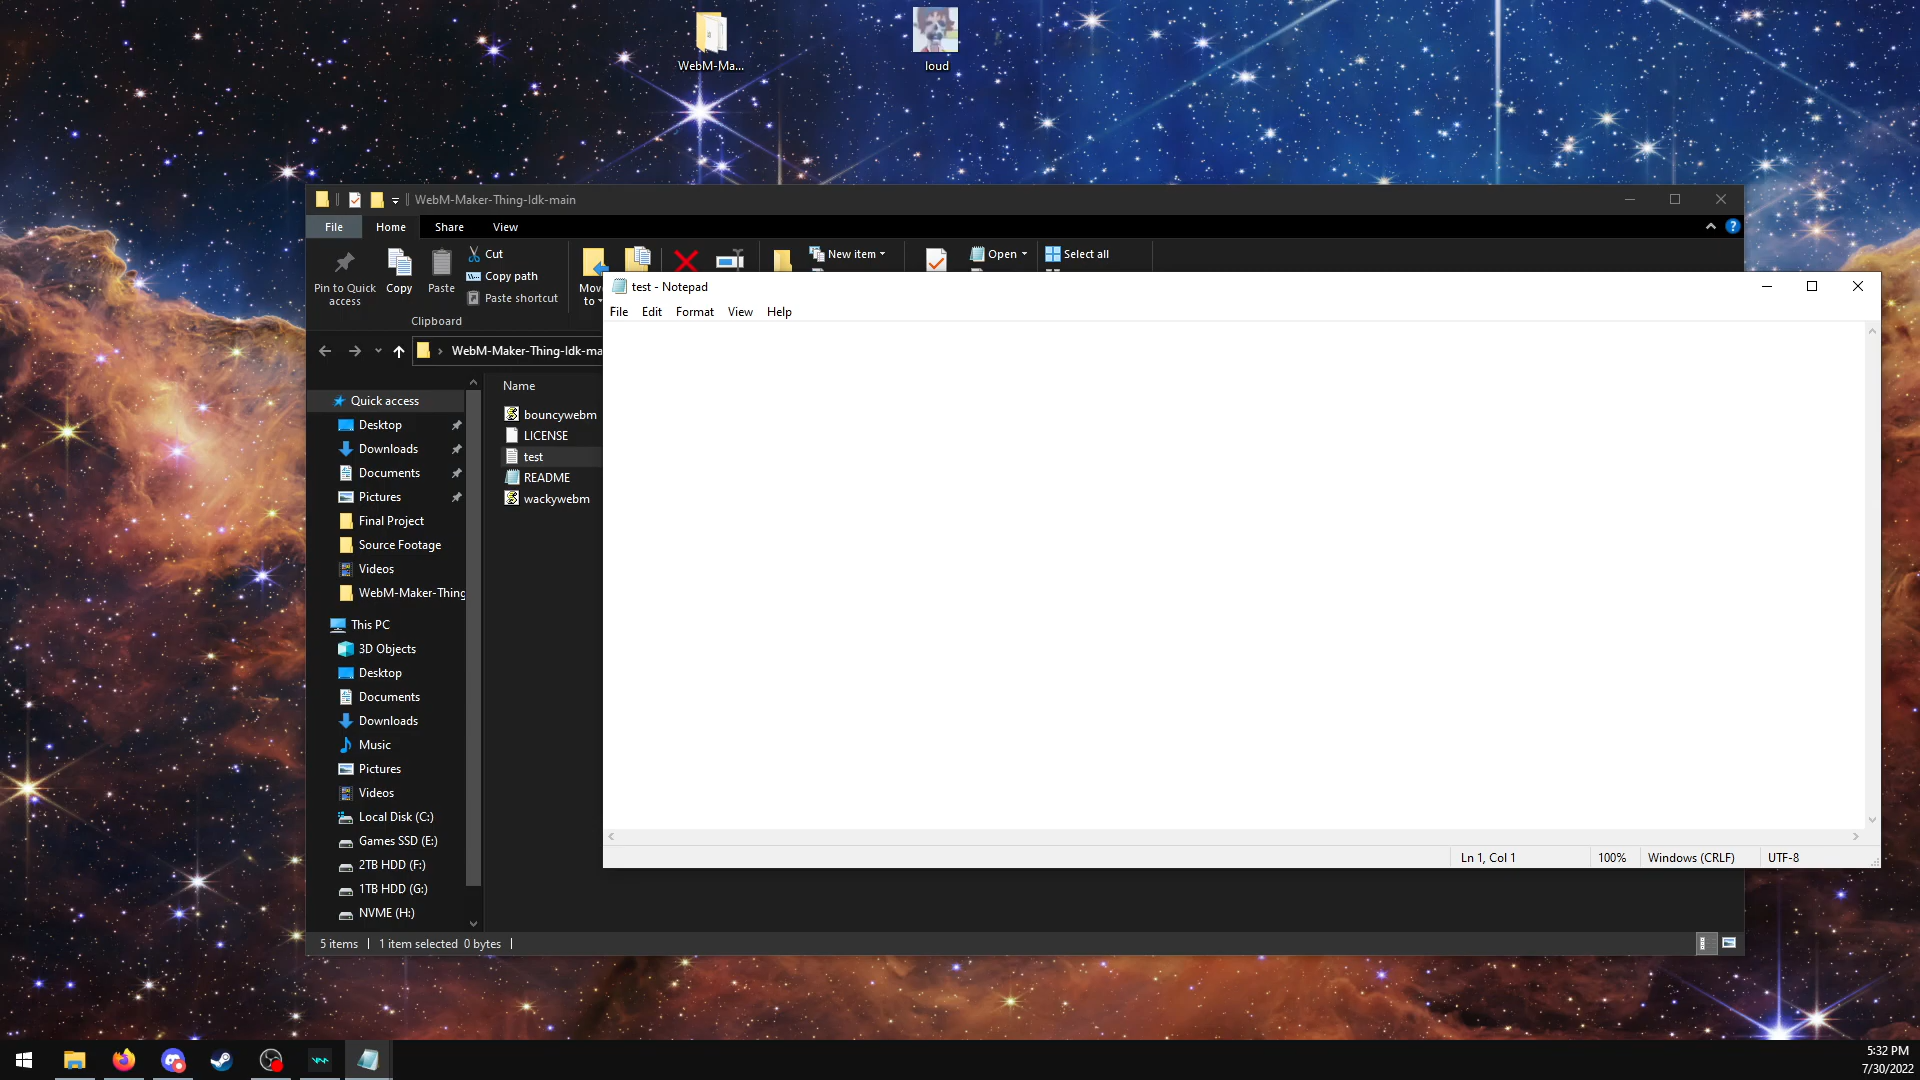 WebM-Ma...
loud
WebM-Maker-Thing-Idk-main
File Home Share View
Pin to Quick access
Copy
Paste
Cut
Copy path
Paste shortcut
Clipboard
Move to
New item
Open
Select all
test - Notepad
File Edit Format View Help
WebM-Maker-Thing-Idk-ma
Name
bouncywebm
LICENSE
test
README
wackywebm
Quick access
Desktop
Downloads
Documents
Pictures
Final Project
Source Footage
Videos
WebM-Maker-Thing
This PC
3D Objects
Desktop
Documents
Downloads
Music
Pictures
Videos
Local Disk (C:)
Games SSD (E:)
2TB HDD (F:)
1TB HDD (G:)
NVME (H:)
Ln 1, Col 1 100% Windows (CRLF) UTF-8
5 items 1 item selected 0 bytes
5:32 PM
7/30/2022